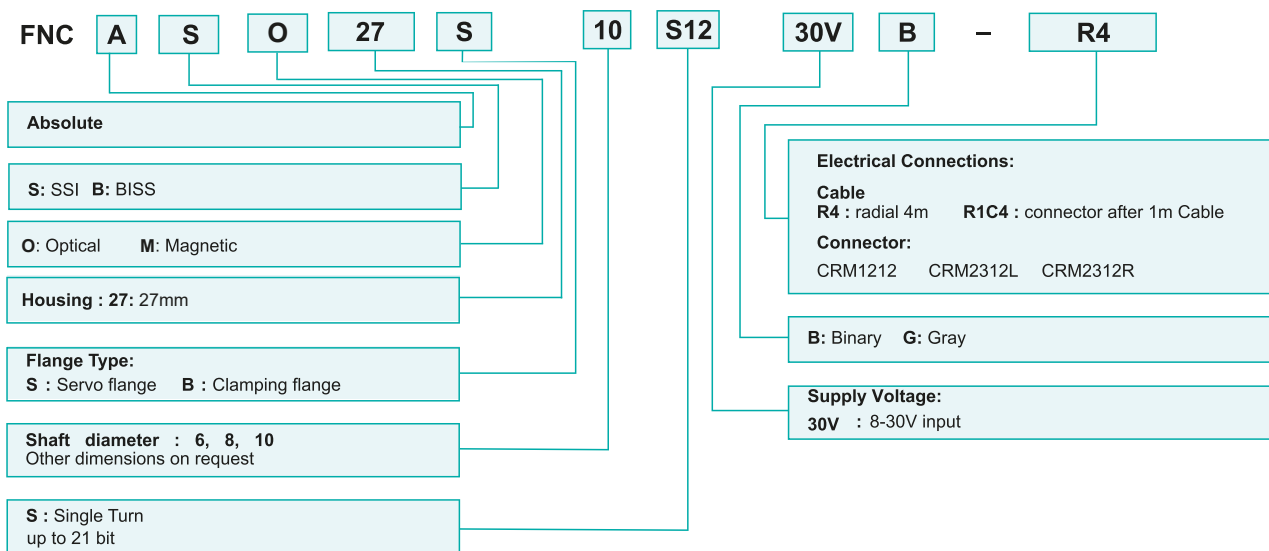 FNC A S O 27 S 10 S12 30V B – R4
Absolute
S: SSI B: BISS
O: Optical M: Magnetic
Housing : 27: 27mm
Flange Type:
S : Servo flange B : Clamping flange
Shaft diameter : 6, 8, 10
Other dimensions on request
S : Single Turn
up to 21 bit
Electrical Connections:
Cable
R4 : radial 4m R1C4 : connector after 1m Cable
Connector:
CRM1212 CRM2312L CRM2312R
B: Binary G: Gray
Supply Voltage:
30V : 8-30V input